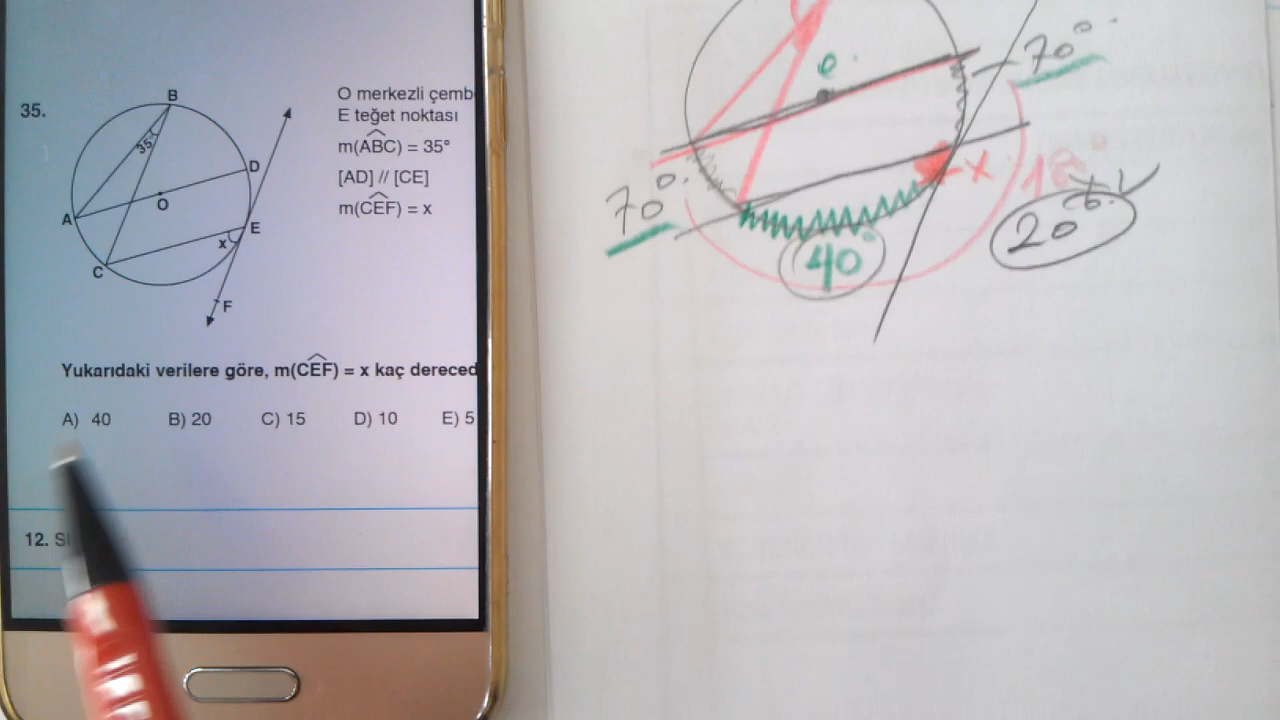 35.
B
35°
D
O
A
E
x
C
F
O merkezli çemb
E teğet noktası
m(ABC) = 35°
[AD] // [CE]
m(CEF) = x
Yukarıdaki verilere göre, m(CEF) = x kaç dereced
A) 40 B) 20 C) 15 D) 10 E) 5
12. S
70°
70°
x
40°
20°